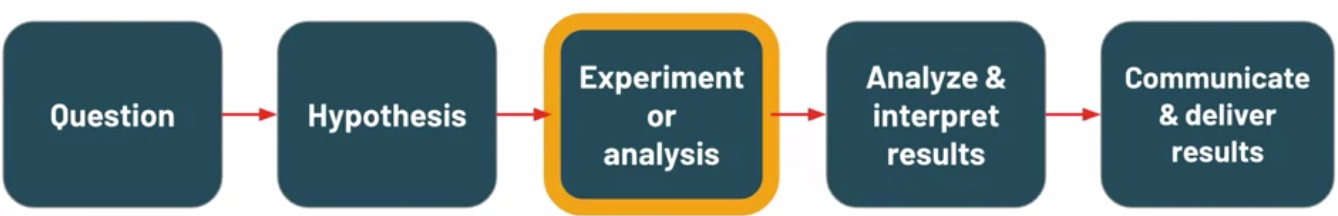 Question
Hypothesis
Experiment
or
analysis
Analyze &
interpret
results
Communicate
& deliver
results